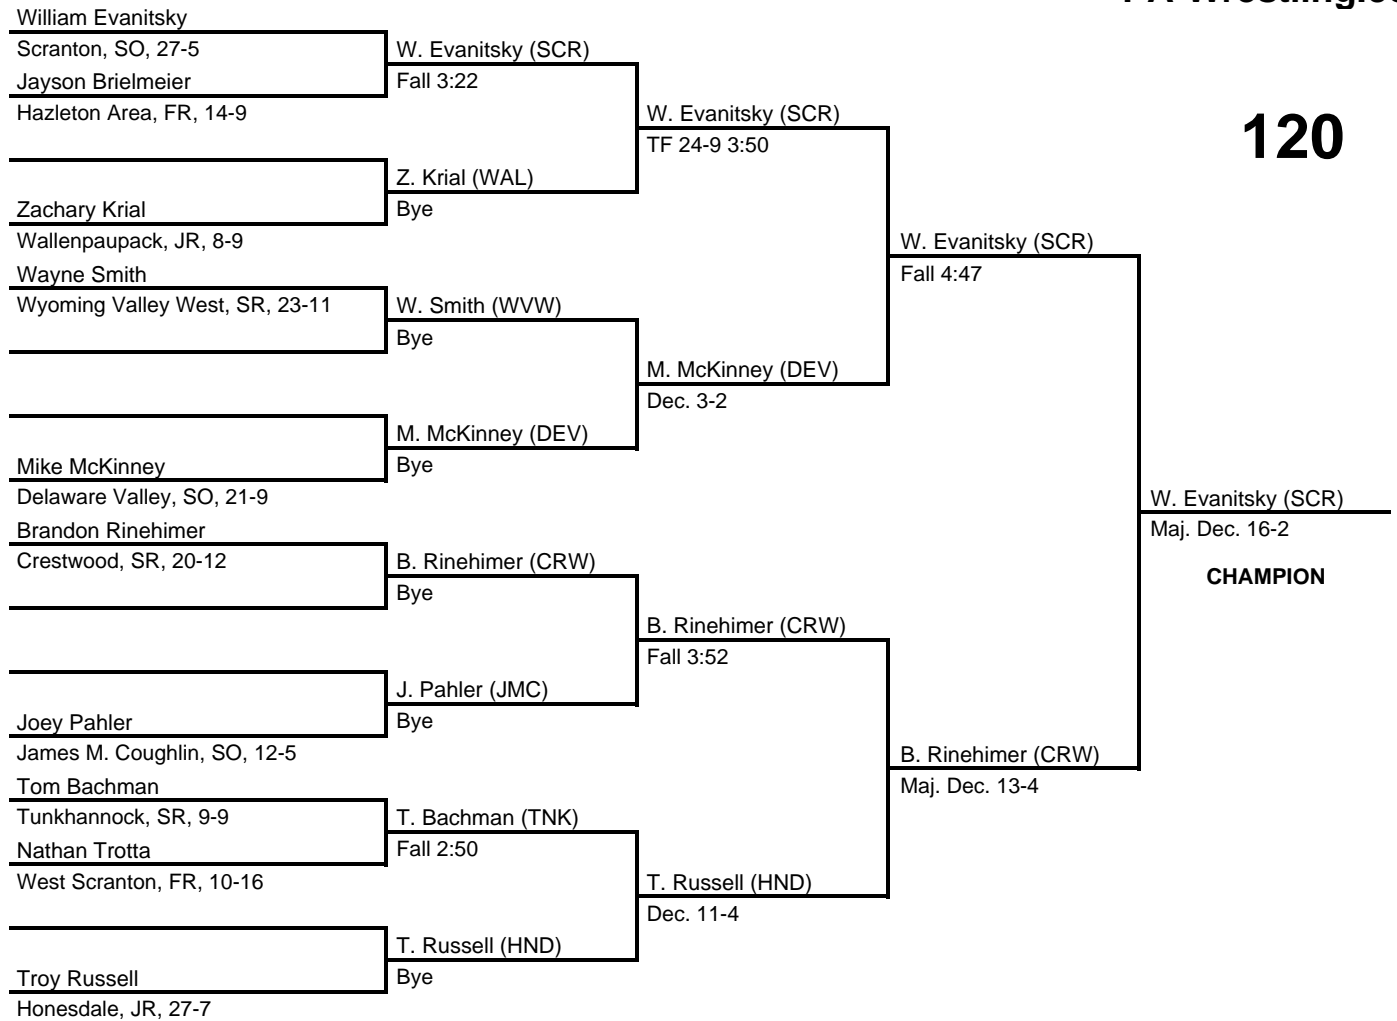 120
William Evanitsky
Scranton, SO, 27-5
Jayson Brielmeier
Hazleton Area, FR, 14-9
Zachary Krial
Wallenpaupack, JR, 8-9
Wayne Smith
Wyoming Valley West, SR, 23-11
Mike McKinney
Delaware Valley, SO, 21-9
Brandon Rinehimer
Crestwood, SR, 20-12
Joey Pahler
James M. Coughlin, SO, 12-5
Tom Bachman
Tunkhannock, SR, 9-9
Nathan Trotta
West Scranton, FR, 10-16
Troy Russell
Honesdale, JR, 27-7
W. Evanitsky (SCR)
Fall 3:22
Z. Krial (WAL)
Bye
W. Smith (WVW)
Bye
M. McKinney (DEV)
Bye
B. Rinehimer (CRW)
Bye
J. Pahler (JMC)
Bye
T. Bachman (TNK)
Fall 2:50
T. Russell (HND)
Bye
W. Evanitsky (SCR)
TF 24-9 3:50
M. McKinney (DEV)
Dec. 3-2
B. Rinehimer (CRW)
Fall 3:52
T. Russell (HND)
Dec. 11-4
W. Evanitsky (SCR)
Fall 4:47
B. Rinehimer (CRW)
Maj. Dec. 13-4
W. Evanitsky (SCR)
Maj. Dec. 16-2
CHAMPION